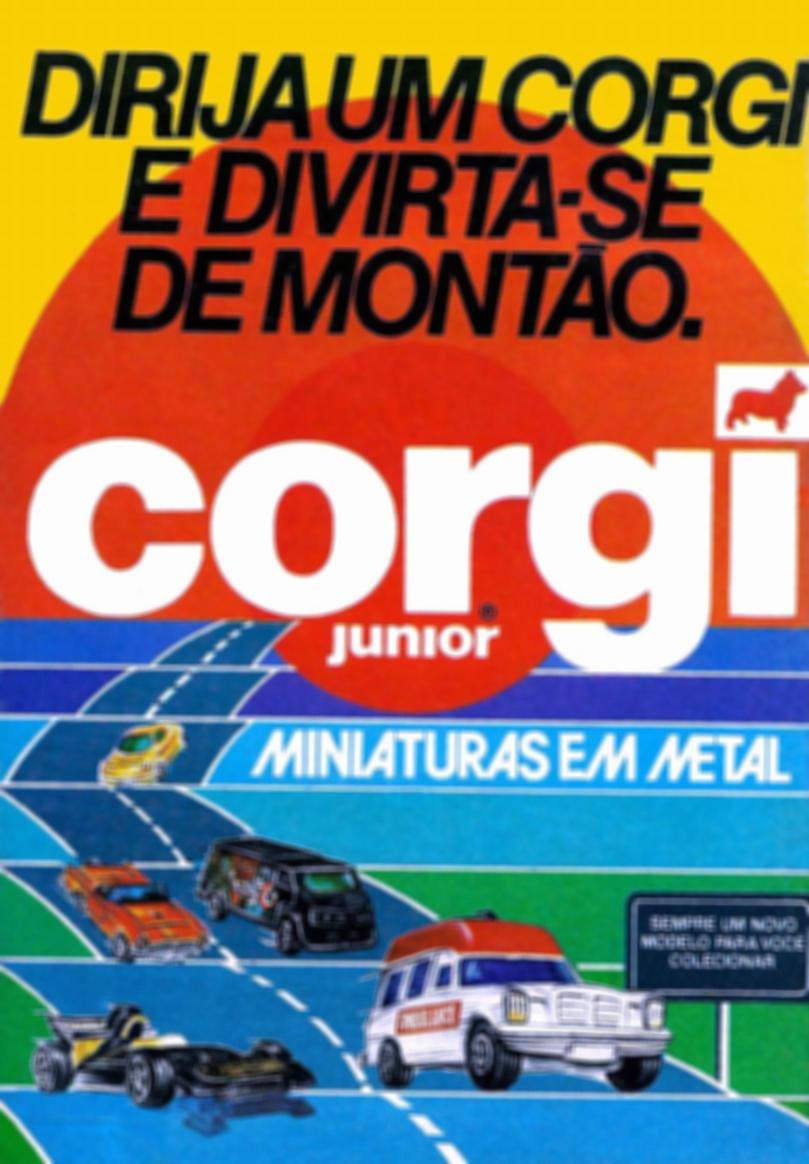 DIRIJA UM CORGI
E DIVIRTA-SE
DE MONTÃO.
corgi
®
junior
MINIATURAS EM METAL
SEMPRE UM NOVO
MODELO PARA VOCÊ
COLECIONAR